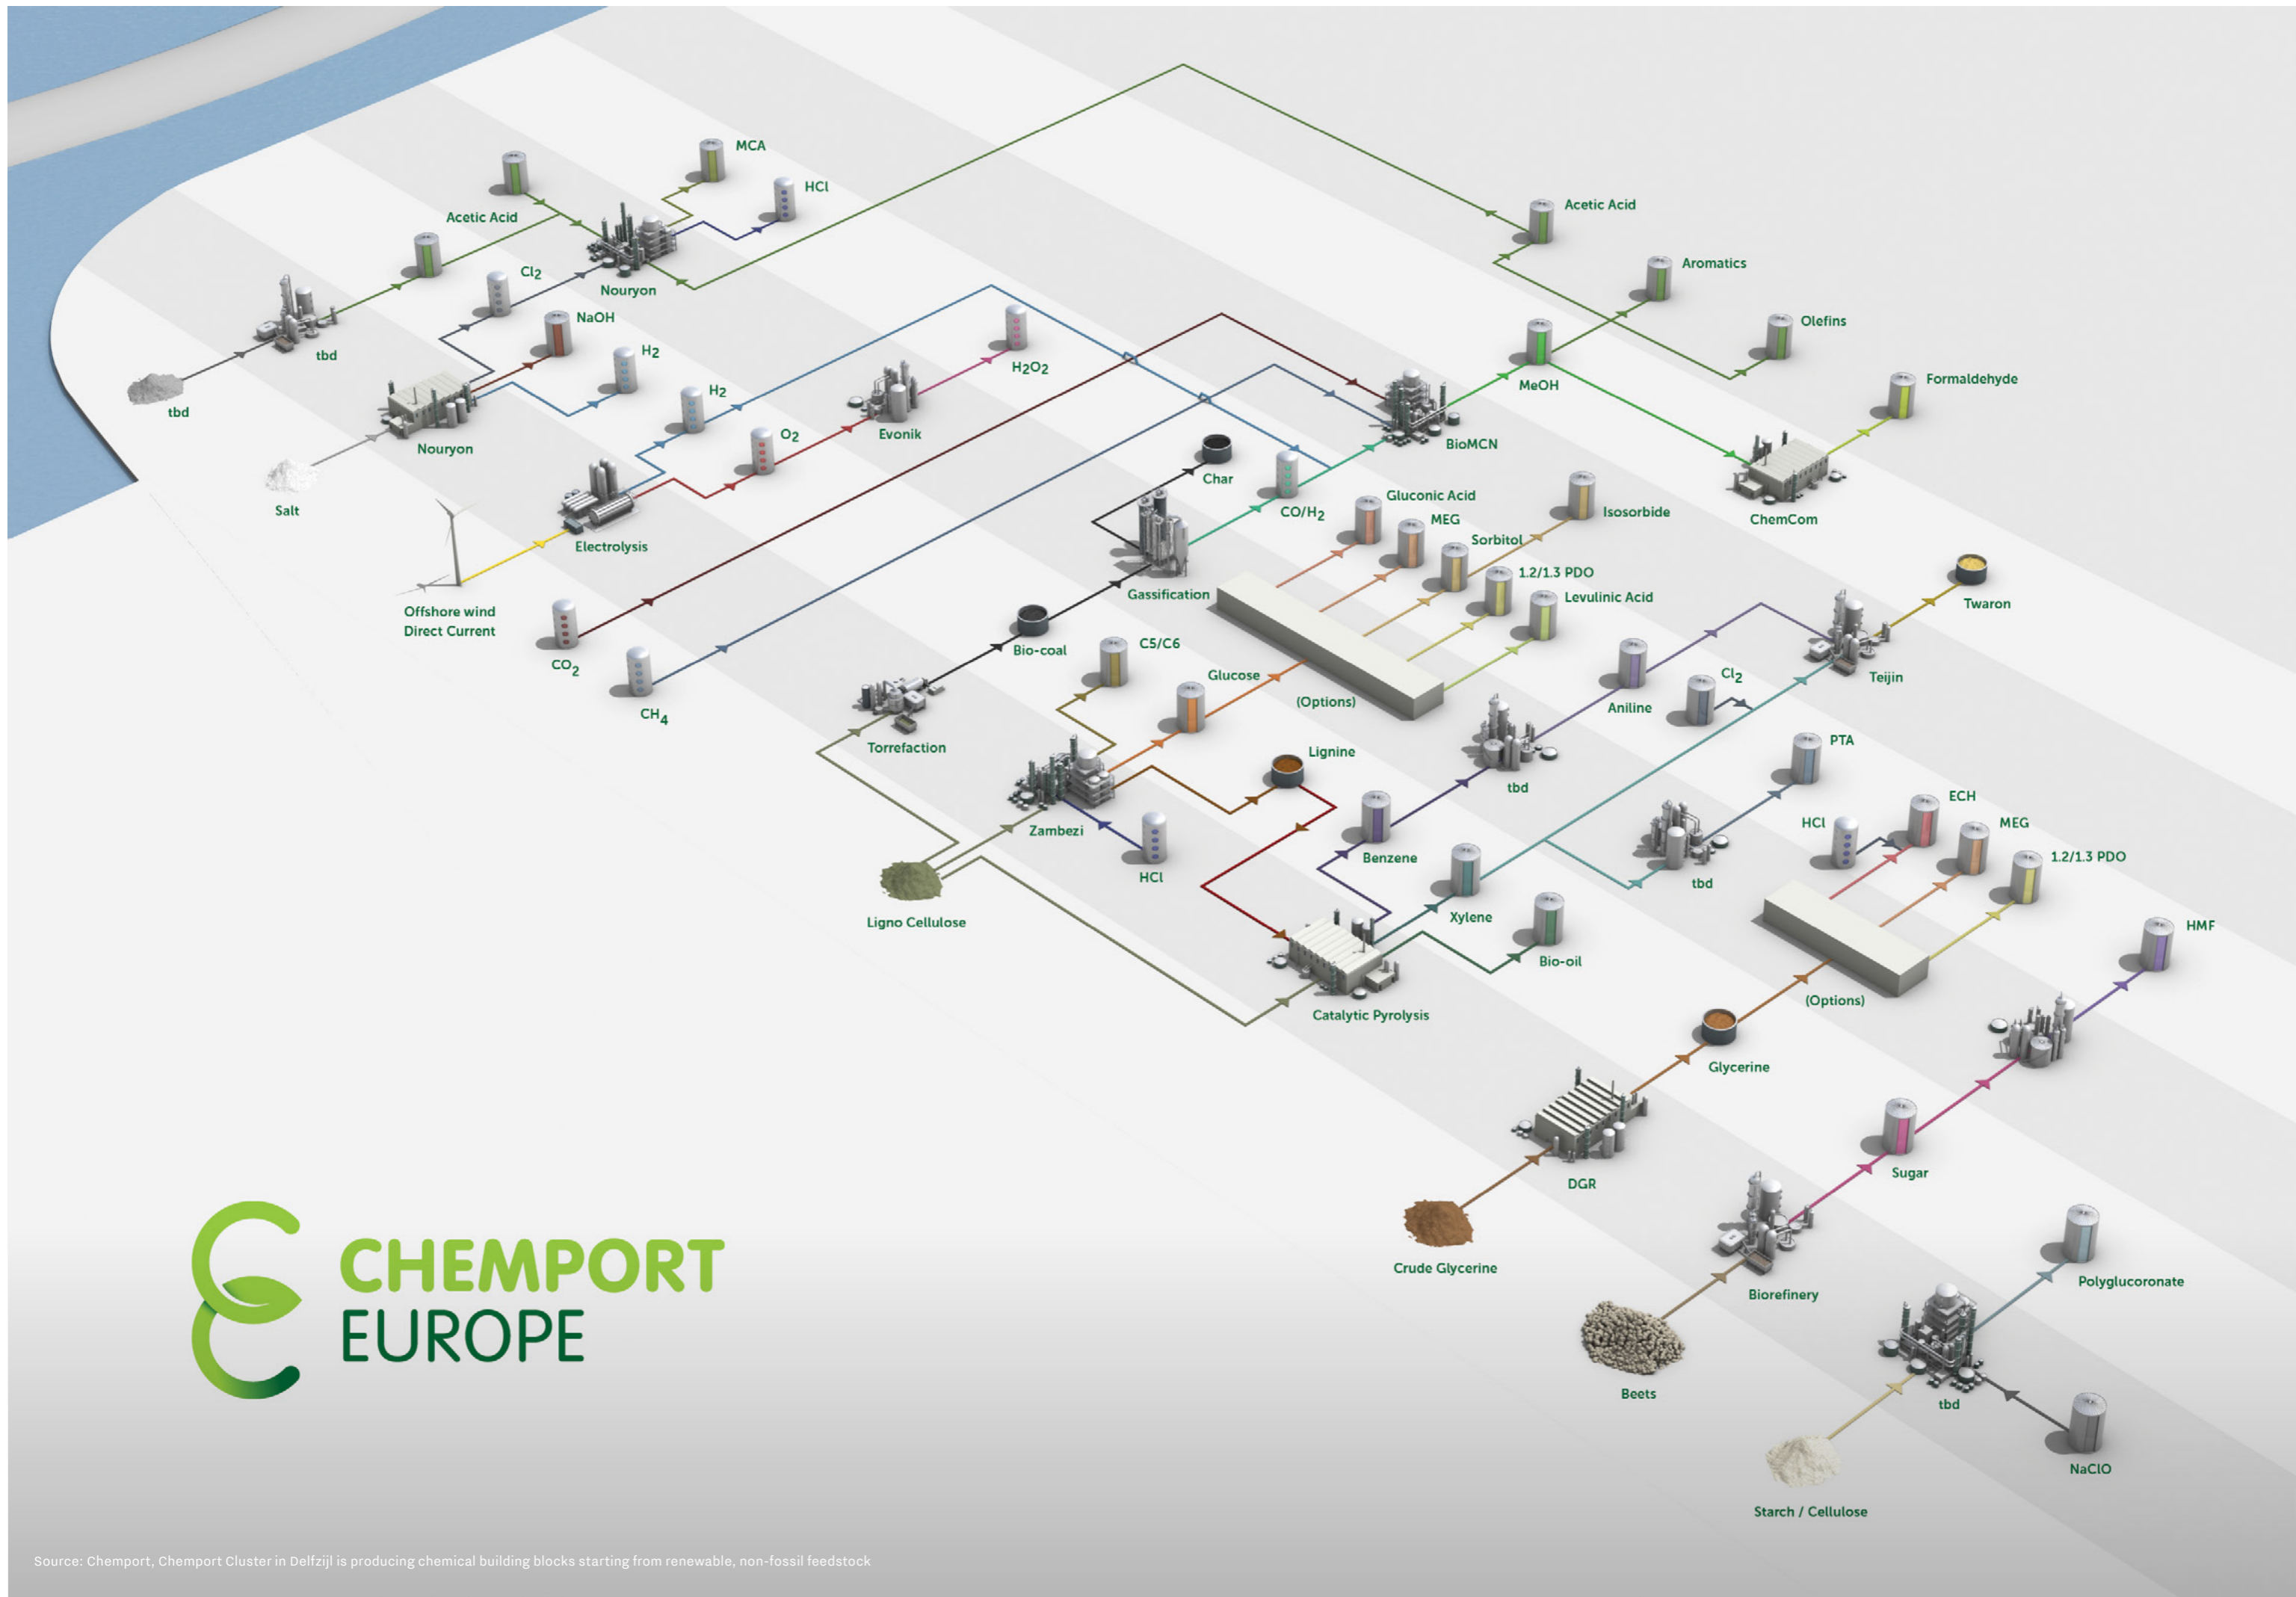 MCA
HCl
Acetic Acid
Acetic Acid
Cl2
Nouryon
Aromatics
NaOH
Olefins
tbd
H2
H2O2
MeOH
Formaldehyde
H2
tbd
O2
Evonik
Nouryon
BioMCN
Char
Gluconic Acid
Salt
CO/H2
MEG
Isosorbide
ChemCom
Electrolysis
Sorbitol
1.2/1.3 PDO
Offshore wind
Direct Current
Gassification
Levulinic Acid
Twaron
CO2
Bio-coal
C5/C6
Glucose
Cl2
Teijin
CH4
(Options)
Aniline
Torrefaction
Lignine
PTA
tbd
Zambezi
ECH
HCl
MEG
Benzene
1.2/1.3 PDO
HCl
tbd
Ligno Cellulose
Xylene
HMF
Bio-oil
Catalytic Pyrolysis
(Options)
Glycerine
DGR
Sugar
Crude Glycerine
Biorefinery
Polyglucoronate
Beets
tbd
NaClO
Starch / Cellulose
CHEMPORT
EUROPE
Source: Chemport, Chemport Cluster in Delfzijl is producing chemical building blocks starting from renewable, non-fossil feedstock